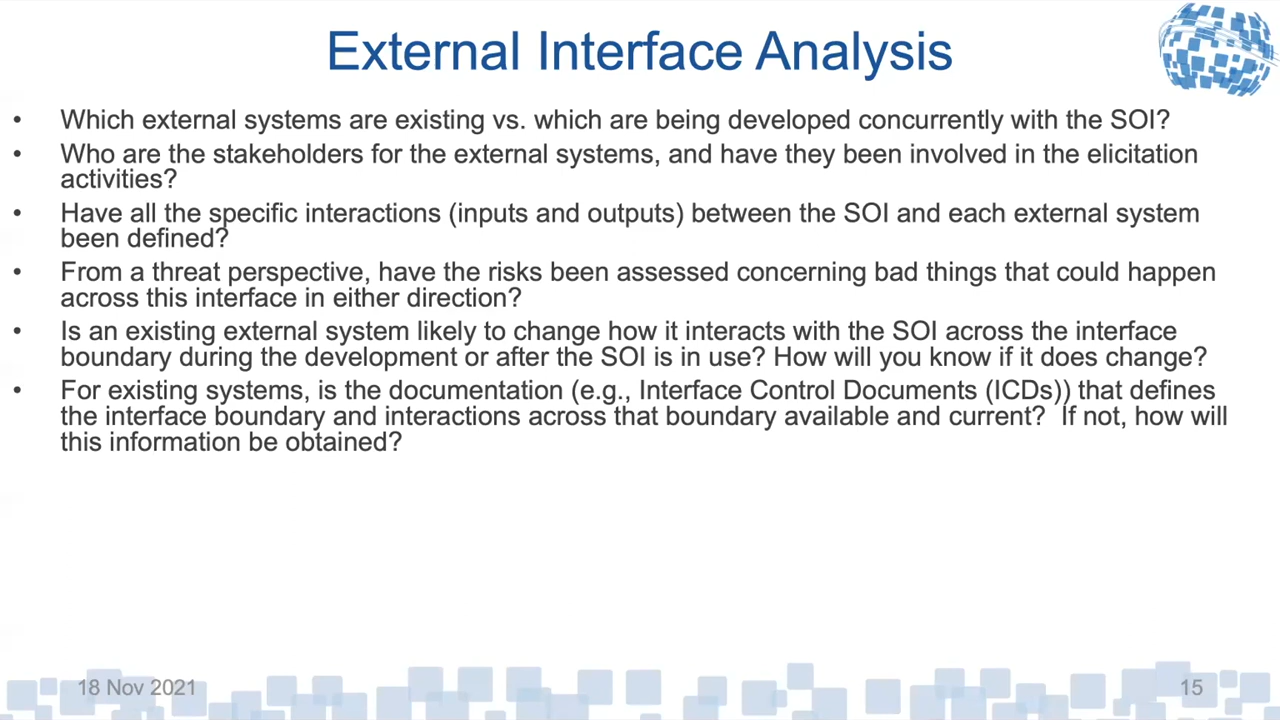 External Interface Analysis
• Which external systems are existing vs. which are being developed concurrently with the SOI?
• Who are the stakeholders for the external systems, and have they been involved in the elicitation
activities?
• Have all the specific interactions (inputs and outputs) between the SOI and each external system
been defined?
• From a threat perspective, have the risks been assessed concerning bad things that could happen
across this interface in either direction?
• Is an existing external system likely to change how it interacts with the SOI across the interface
boundary during the development or after the SOI is in use? How will you know if it does change?
• For existing systems, is the documentation (e.g., Interface Control Documents (ICDs)) that defines
the interface boundary and interactions across that boundary available and current?  If not, how will
this information be obtained?
18 Nov 2021
15